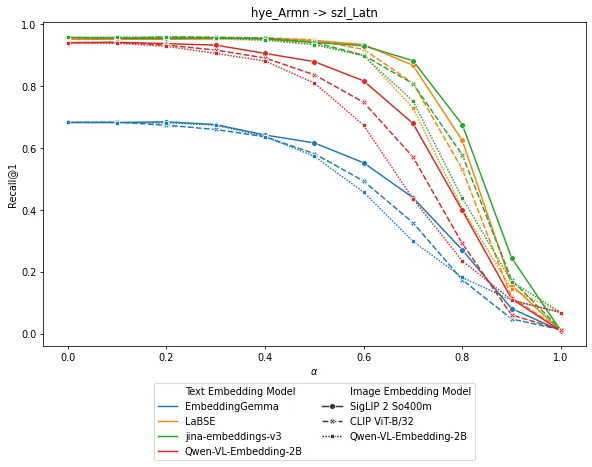 hye_Armn -> szl_Latn
Recall@1
1.0
0.8
0.6
0.4
0.2
0.0
0.0 0.2 0.4 0.6 0.8 1.0
α
Text Embedding Model
EmbeddingGemma
LaBSE
jina-embeddings-v3
Qwen-VL-Embedding-2B
Image Embedding Model
SigLIP 2 So400m
CLIP ViT-B/32
Qwen-VL-Embedding-2B